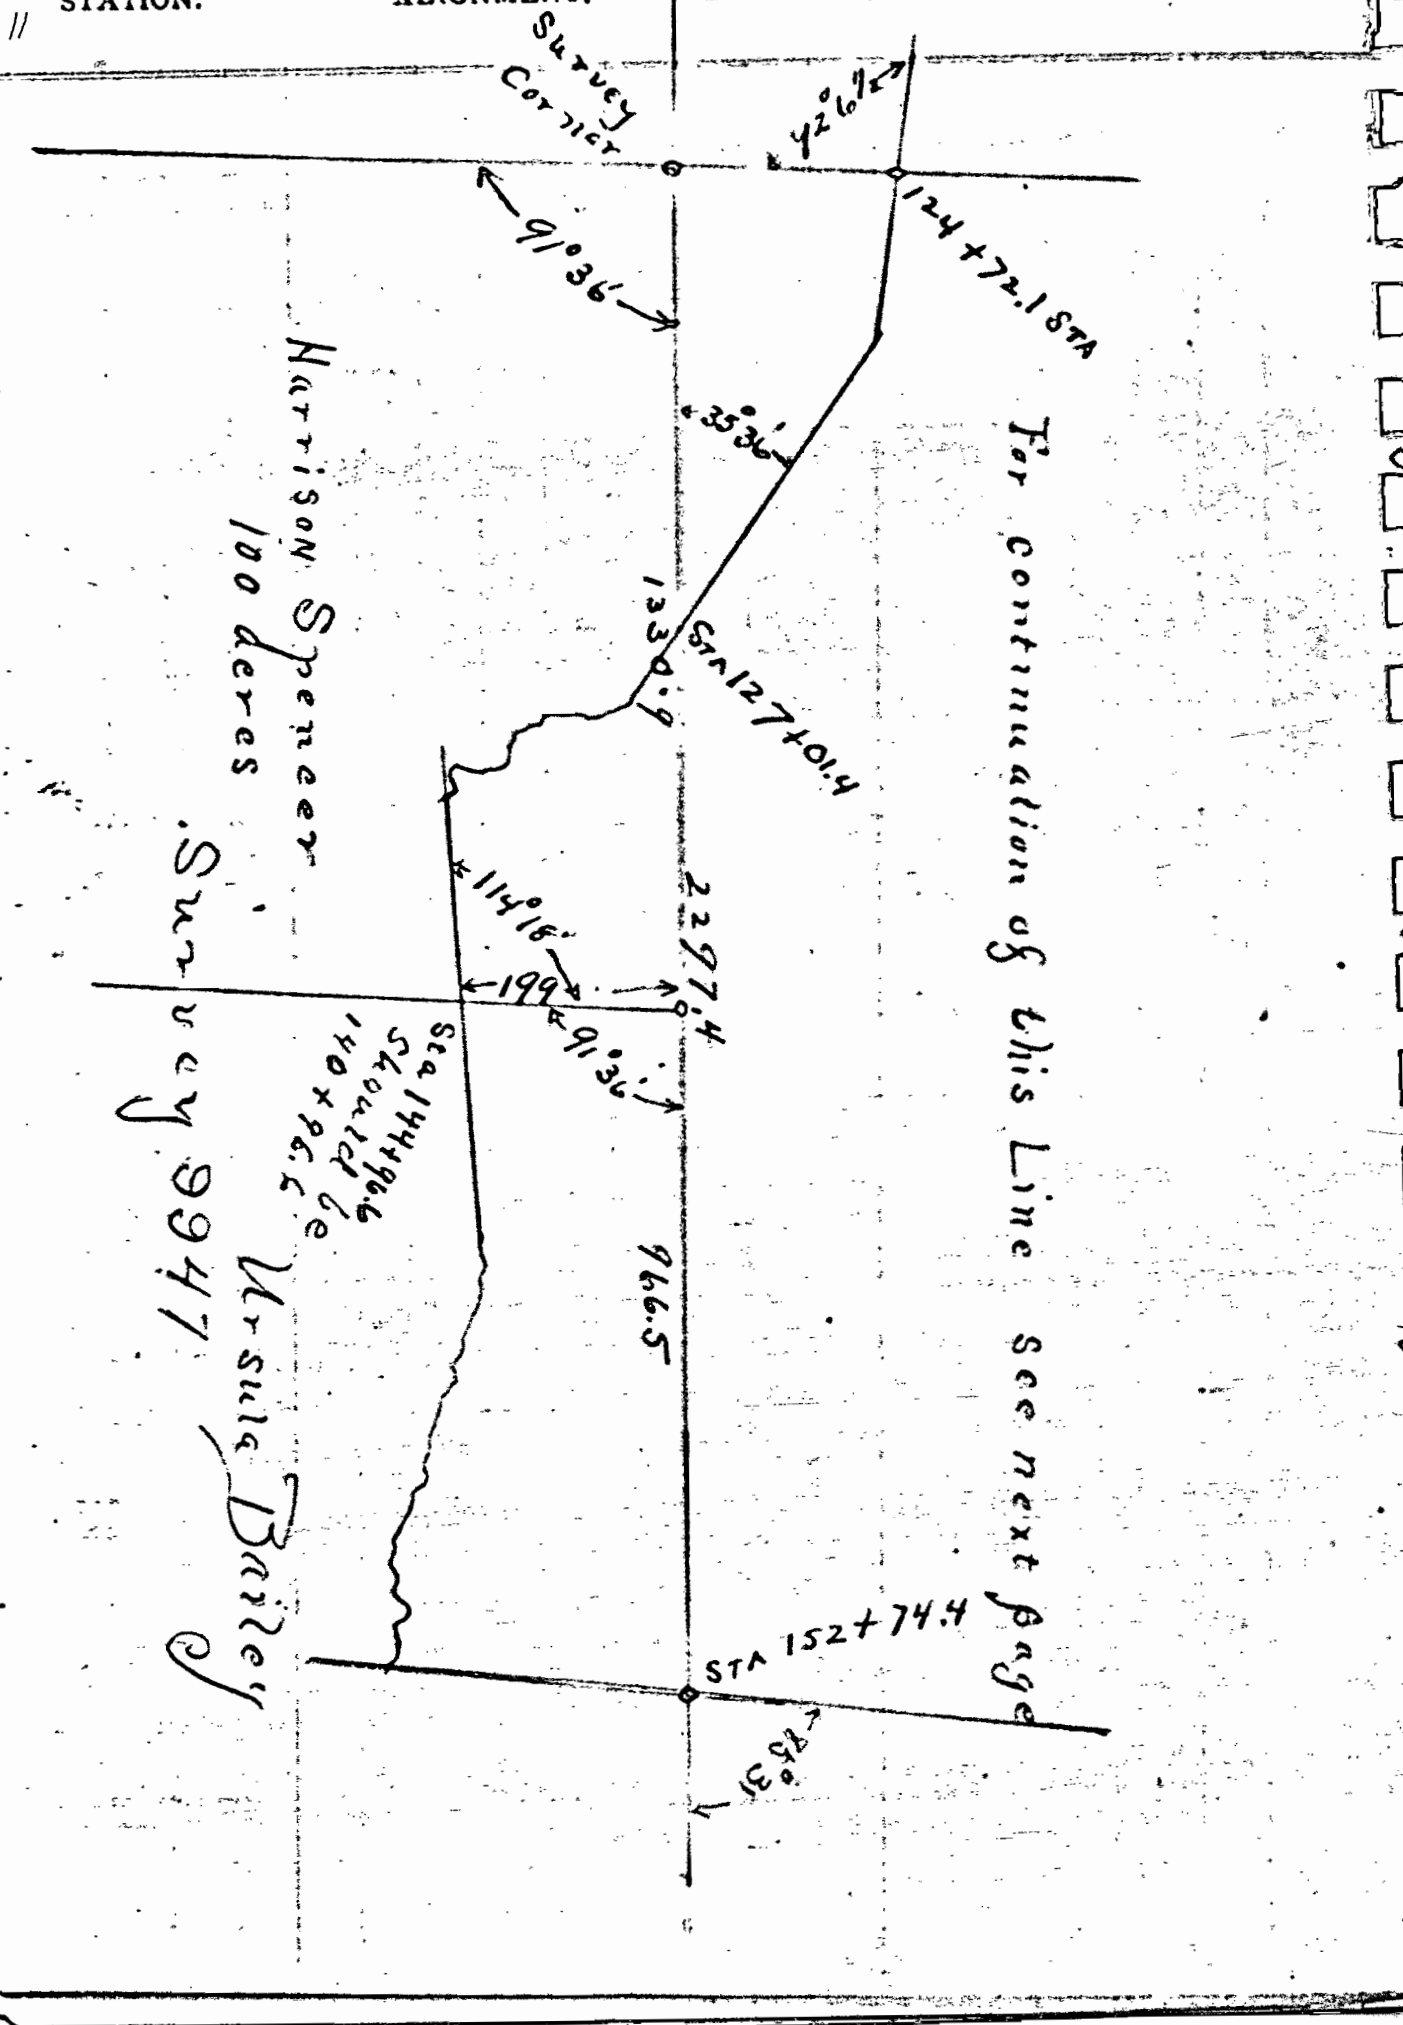 11
STATION. ALIGNMENT.
Survey
Corner
42°6½
124+72.1 STA
91°36'
35°36'
For Continuation of this Line See next page
1330.9
STA 127+01.4
Harrison Spencer
100 Acres
Survey 9947
Ursula Bailey
2297.4
114°18'
199
91°36'
Sta 144+96.6
Should be
140+96.6
966.5
STA 152+74.4
85°31